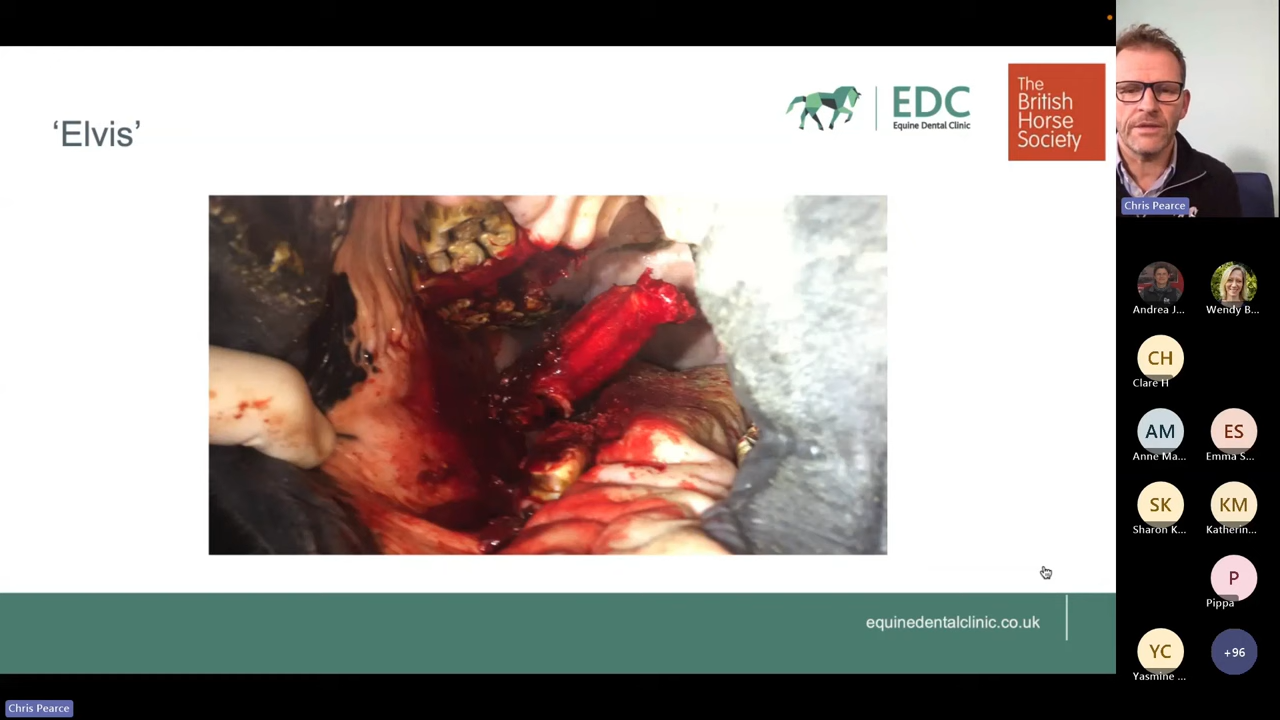 ‘Elvis’
EDC
Equine Dental Clinic
The
British
Horse
Society
Chris Pearce
Andrea J...
Wendy B...
CH
Clare H
AM
ES
Anne Ma...
Emma S...
SK
KM
Sharon K...
Katherin...
P
Pippa
YC
+96
Yasmine ...
equinedentalclinic.co.uk
Chris Pearce